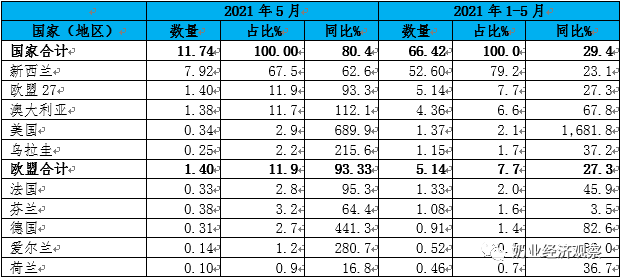 2021 年 5 月 2021 年 1-5 月
国家（地区） 数量 占比% 同比% 数量 占比% 同比%
国家合计 11.74 100.00 80.4 66.42 100.0 29.4
新西兰 7.92 67.5 62.6 52.60 79.2 23.1
欧盟 27 1.40 11.9 93.3 5.14 7.7 27.3
澳大利亚 1.38 11.7 112.1 4.36 6.6 67.8
美国 0.34 2.9 689.9 1.37 2.1 1,681.8
乌拉圭 0.25 2.2 215.6 1.15 1.7 37.2
欧盟合计 1.40 11.9 93.33 5.14 7.7 27.3
法国 0.33 2.8 95.3 1.33 2.0 45.9
芬兰 0.38 3.2 64.4 1.08 1.6 3.5
德国 0.31 2.7 441.3 0.91 1.4 82.6
爱尔兰 0.14 1.2 280.7 0.52
荷兰 0.10 0.9 16.8 0.46 0.7 36.7
奶业经济观察